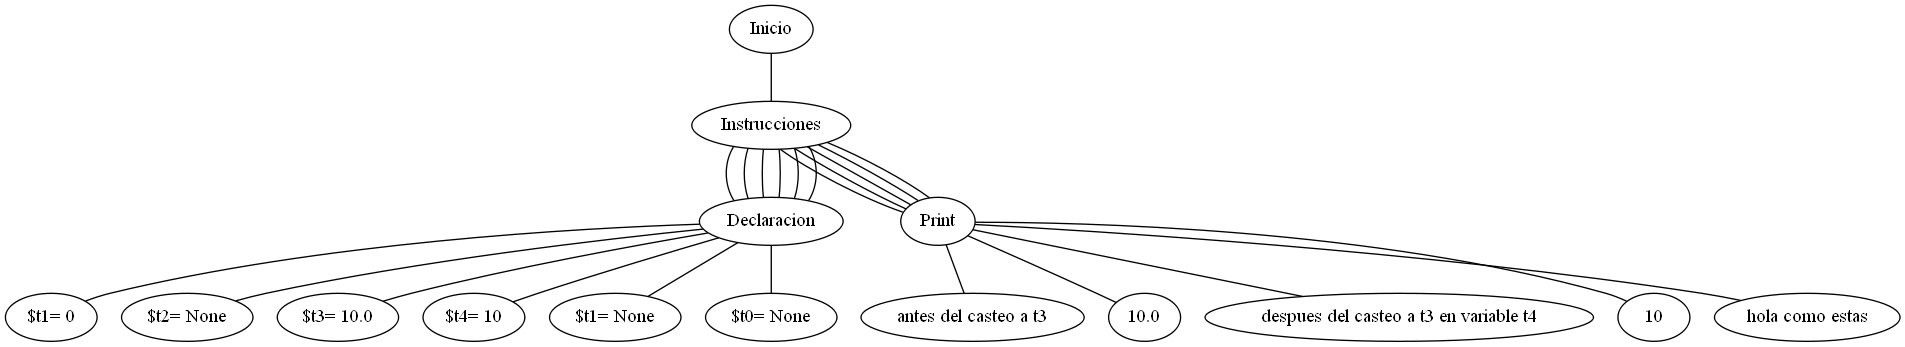 Inicio
Instrucciones
Declaracion
Print
$t1= 0
$t2= None
$t3= 10.0
$t4= 10
$t1= None
$t0= None
antes del casteo a t3
10.0
despues del casteo a t3 en variable t4
10
hola como estas